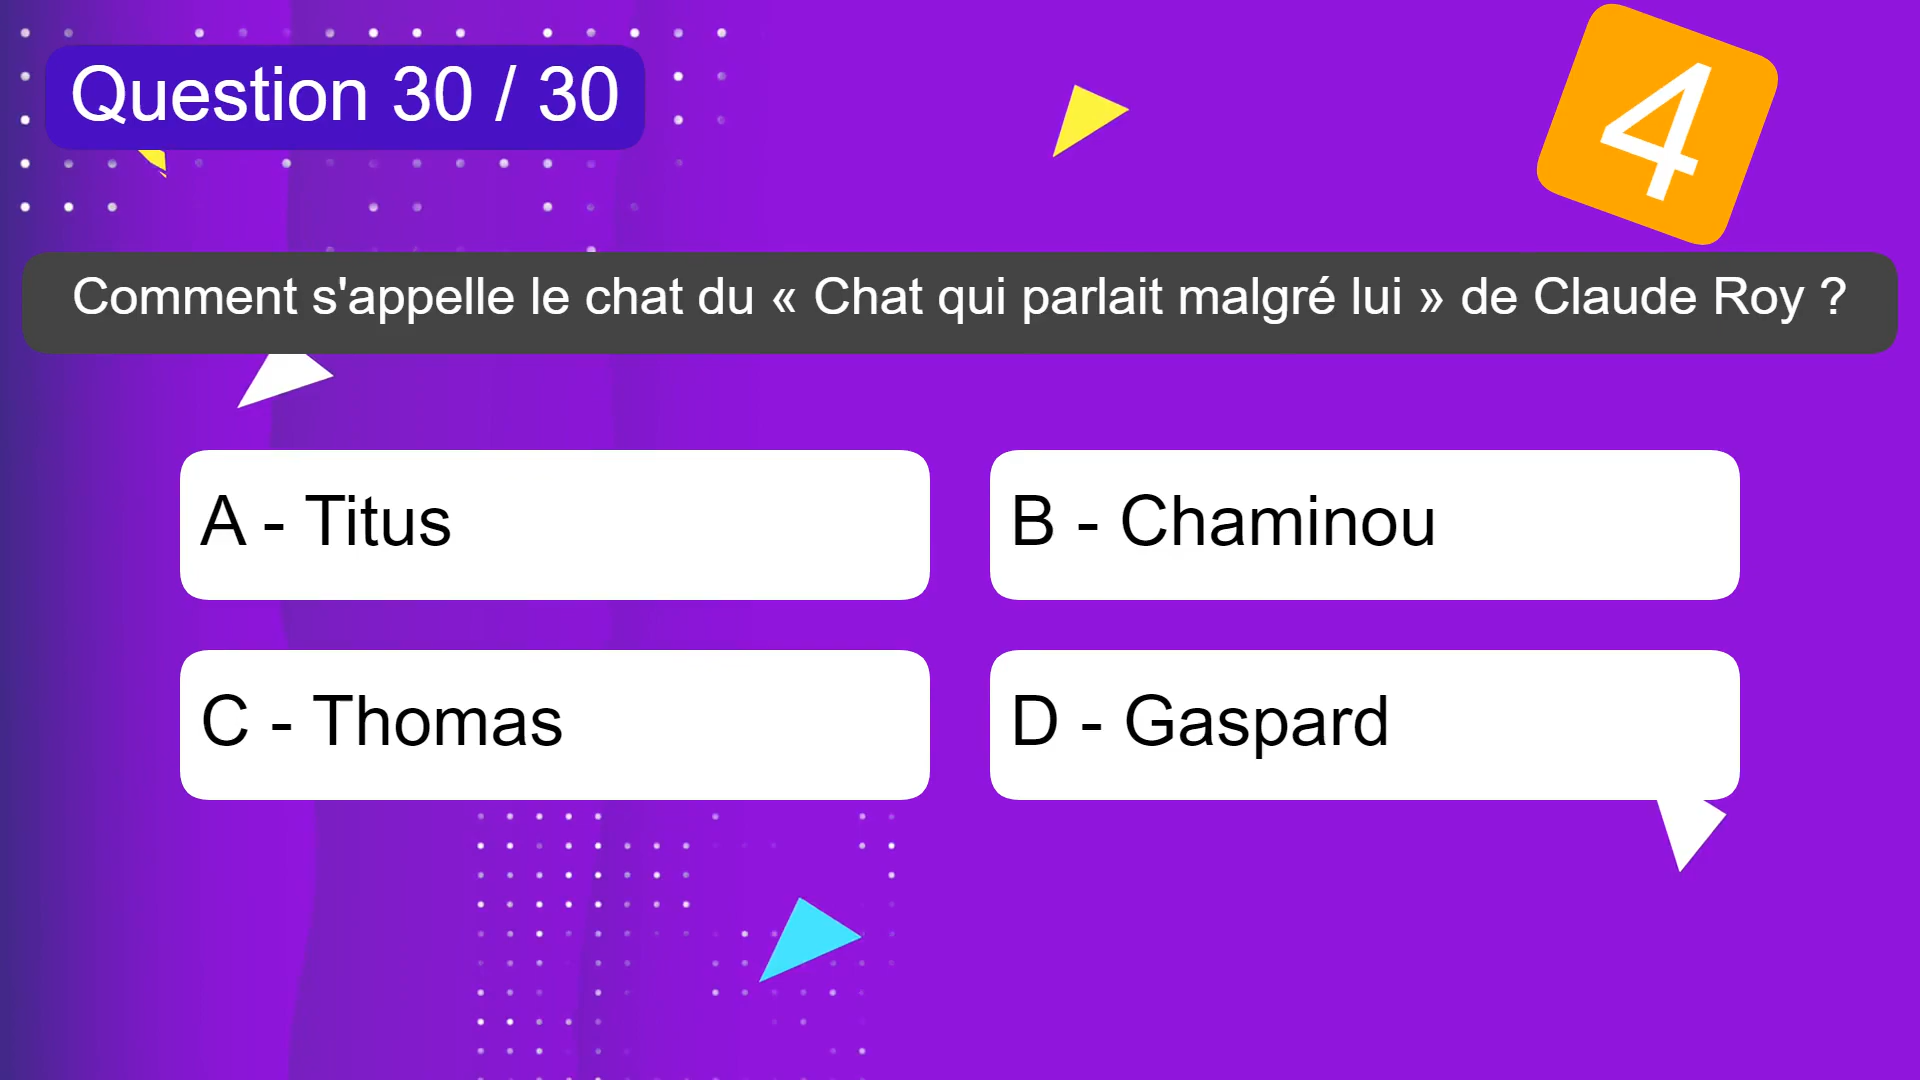 Question 30 / 30
4
Comment s'appelle le chat du « Chat qui parlait malgré lui » de Claude Roy ?
A - Titus
B - Chaminou
C - Thomas
D - Gaspard